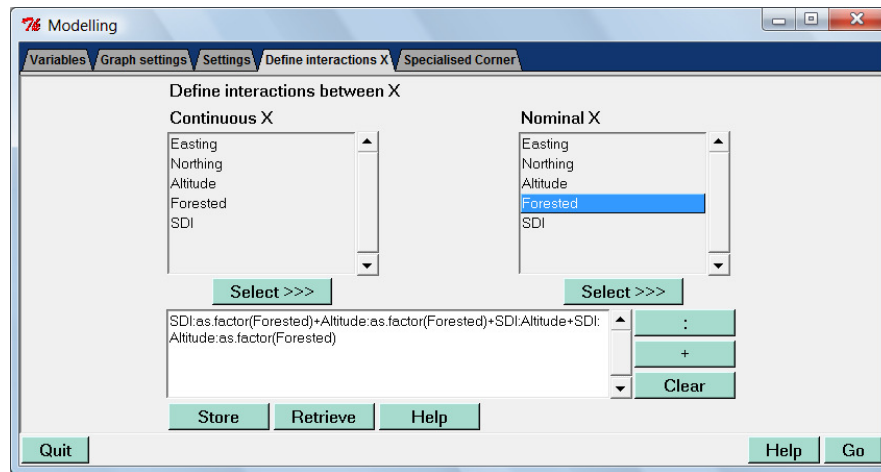 Modelling
Variables Graph settings Settings Define interactions X Specialised Corner
Define interactions between X
Continuous X
Nominal X
Easting
Northing
Altitude
Forested
SDI
Easting
Northing
Altitude
Forested
SDI
Select >>>
Select >>>
SDI:as.factor(Forested)+Altitude:as.factor(Forested)+SDI:Altitude+SDI:
Altitude:as.factor(Forested)
:
+
Clear
Store Retrieve Help
Quit
Help Go